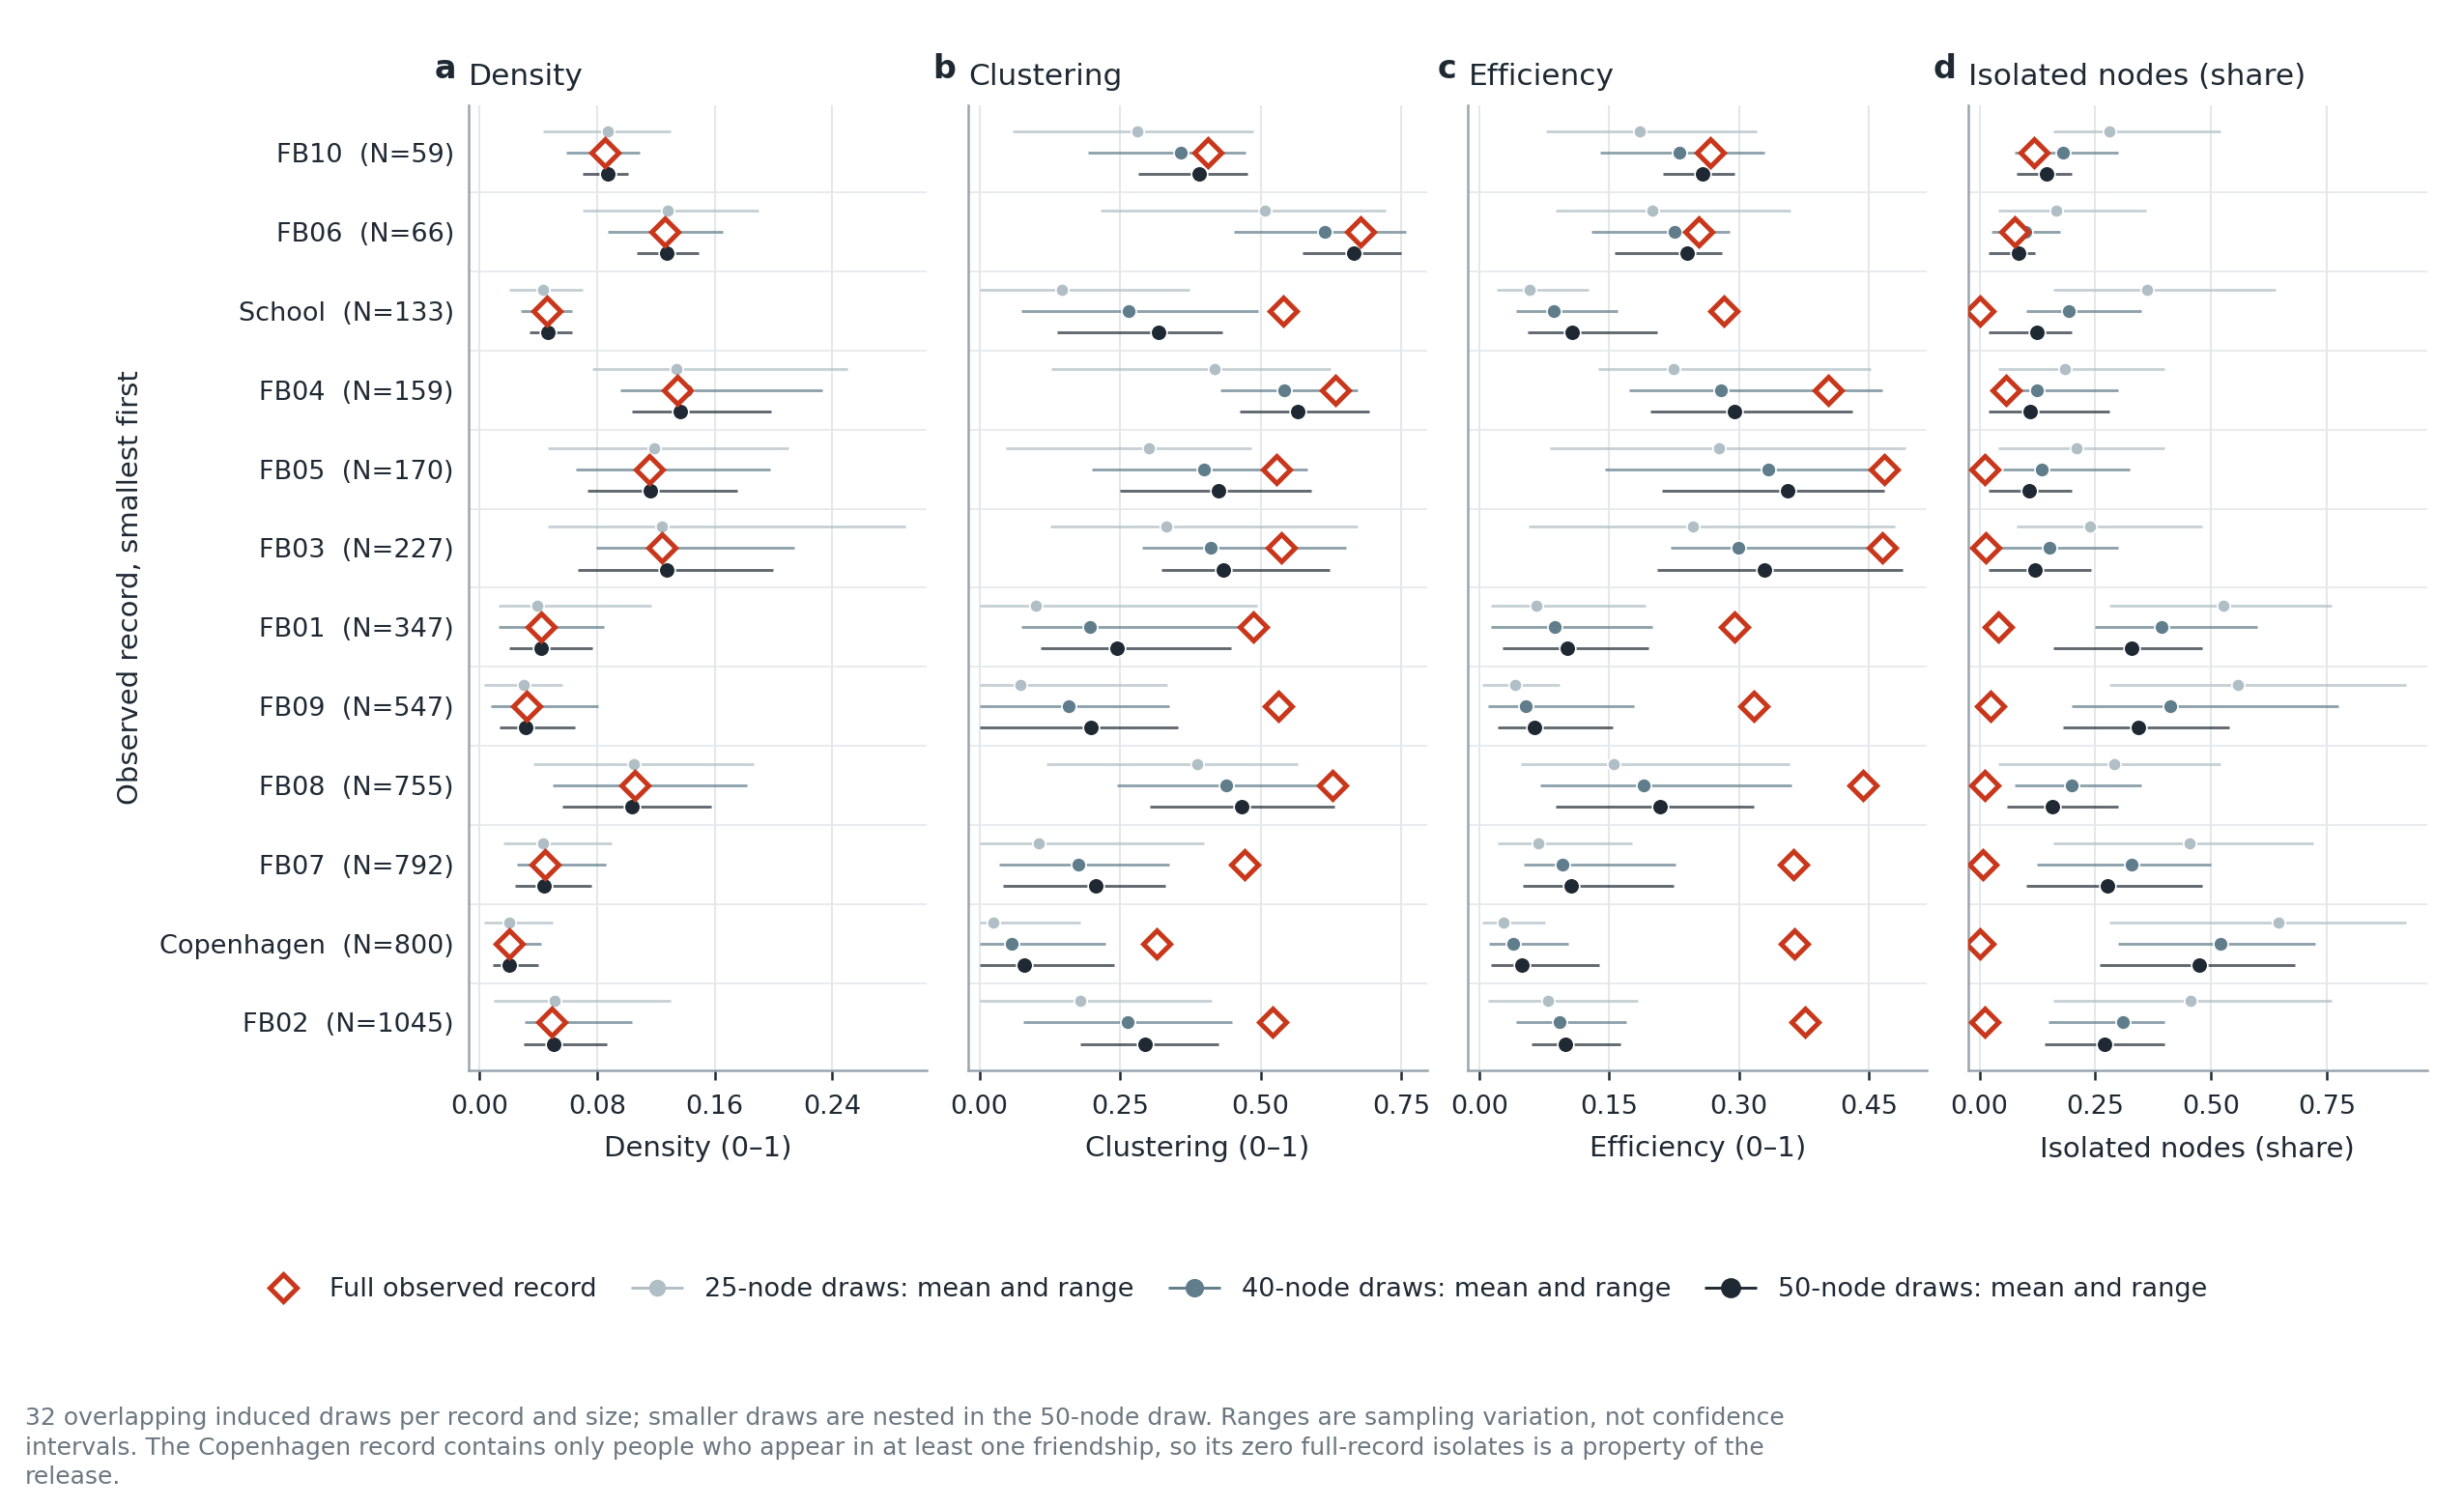 a Density
b Clustering
c Efficiency
d Isolated nodes (share)
Observed record, smallest first
FB10 (N=59)
FB06 (N=66)
School (N=133)
FB04 (N=159)
FB05 (N=170)
FB03 (N=227)
FB01 (N=347)
FB09 (N=547)
FB08 (N=755)
FB07 (N=792)
Copenhagen (N=800)
FB02 (N=1045)
0.00 0.08 0.16 0.24
0.00 0.25 0.50 0.75
0.00 0.15 0.30 0.45
0.00 0.25 0.50 0.75
Density (0–1)
Clustering (0–1)
Efficiency (0–1)
Isolated nodes (share)
Full observed record
25-node draws: mean and range
40-node draws: mean and range
50-node draws: mean and range
32 overlapping induced draws per record and size; smaller draws are nested in the 50-node draw. Ranges are sampling variation, not confidence
intervals. The Copenhagen record contains only people who appear in at least one friendship, so its zero full-record isolates is a property of the
release.